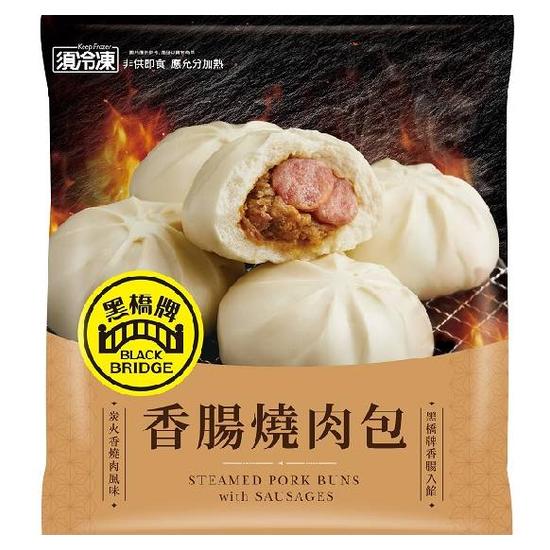 Keep Frozen
須冷凍
非供即食 應充分加熱
黑橋牌
BLACK
BRIDGE
香腸燒肉包
STEAMED PORK BUNS
with SAUSAGES
炭火香燒肉風味
黑橋牌香腸入餡